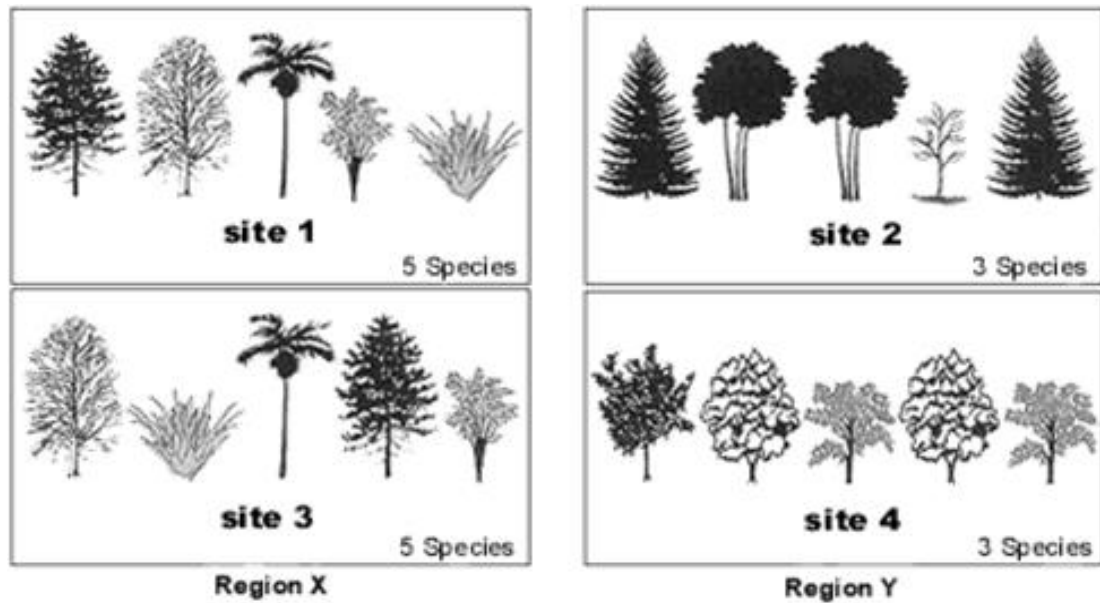 site 1
5 Species
site 2
3 Species
site 3
5 Species
site 4
3 Species
Region X
Region Y